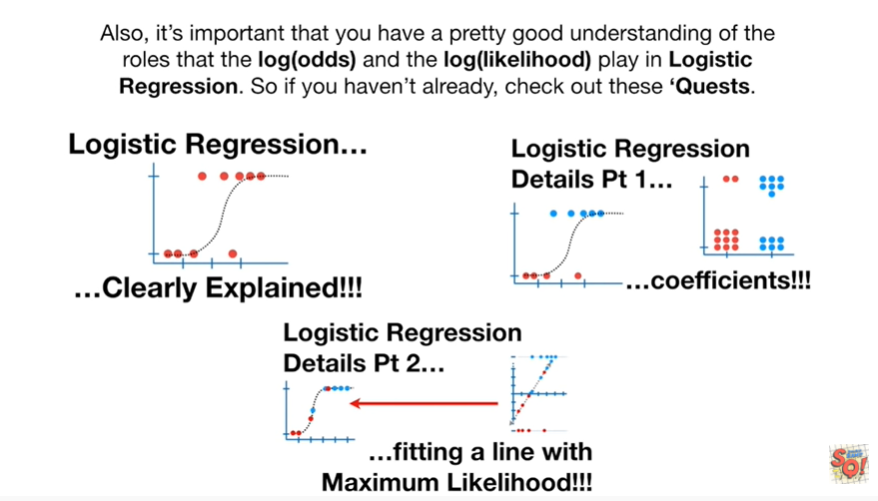 Also, it's important that you have a pretty good understanding of the
roles that the log(odds) and the log(likelihood) play in Logistic
Regression. So if you haven't already, check out these ‘Quests.
Logistic Regression…
…Clearly Explained!!!
Logistic Regression
Details Pt 1…
…coefficients!!!
Logistic Regression
Details Pt 2…
…fitting a line with
Maximum Likelihood!!!
SQ!